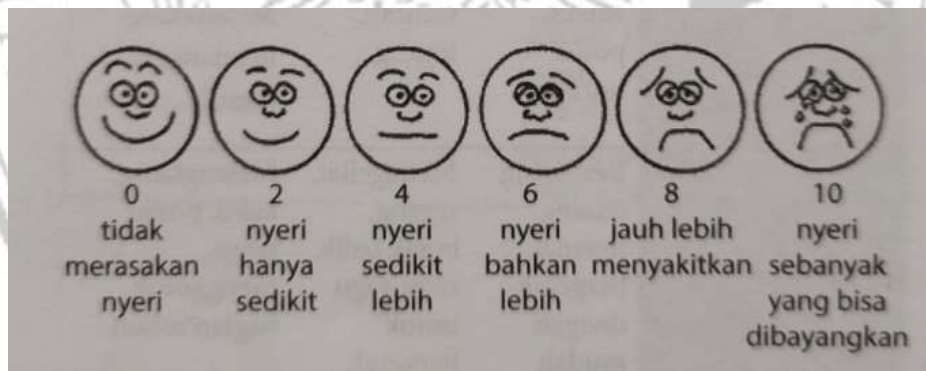 0 2 4 6 8 10
tidak nyeri nyeri nyeri jauh lebih nyeri
merasakan hanya sedikit bahkan menyakitkan sebanyak
nyeri sedikit lebih lebih yang bisa
dibayangkan